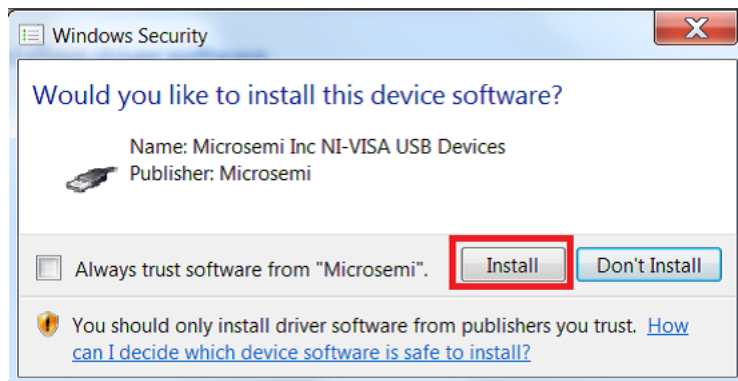 Windows Security
Would you like to install this device software?
Name: Microsemi Inc NI-VISA USB Devices
Publisher: Microsemi
Always trust software from "Microsemi".
Install
Don't Install
You should only install driver software from publishers you trust. How
can I decide which device software is safe to install?